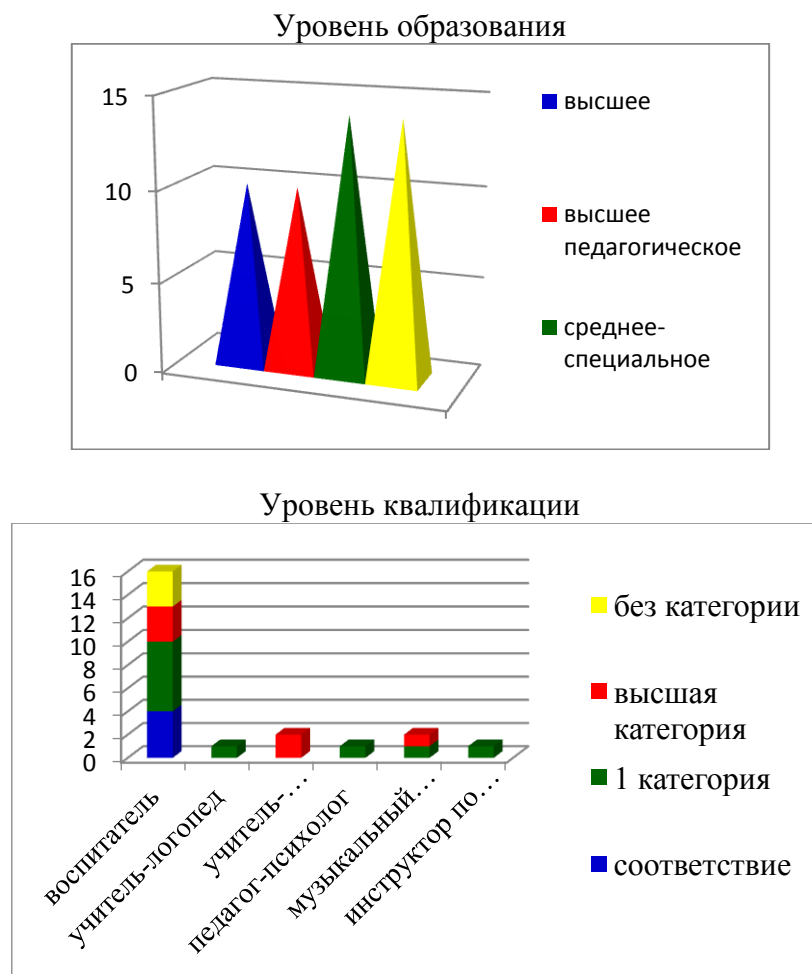 Уровень образования
15
10
5
0
высшее
высшее
педагогическое
среднее-
специальное
Уровень квалификации
16
14
12
10
8
6
4
2
0
воспитатель
учитель-логопед
учитель-...
педагог-психолог
музыкальный...
инструктор по...
без категории
высшая
категория
1 категория
соответствие